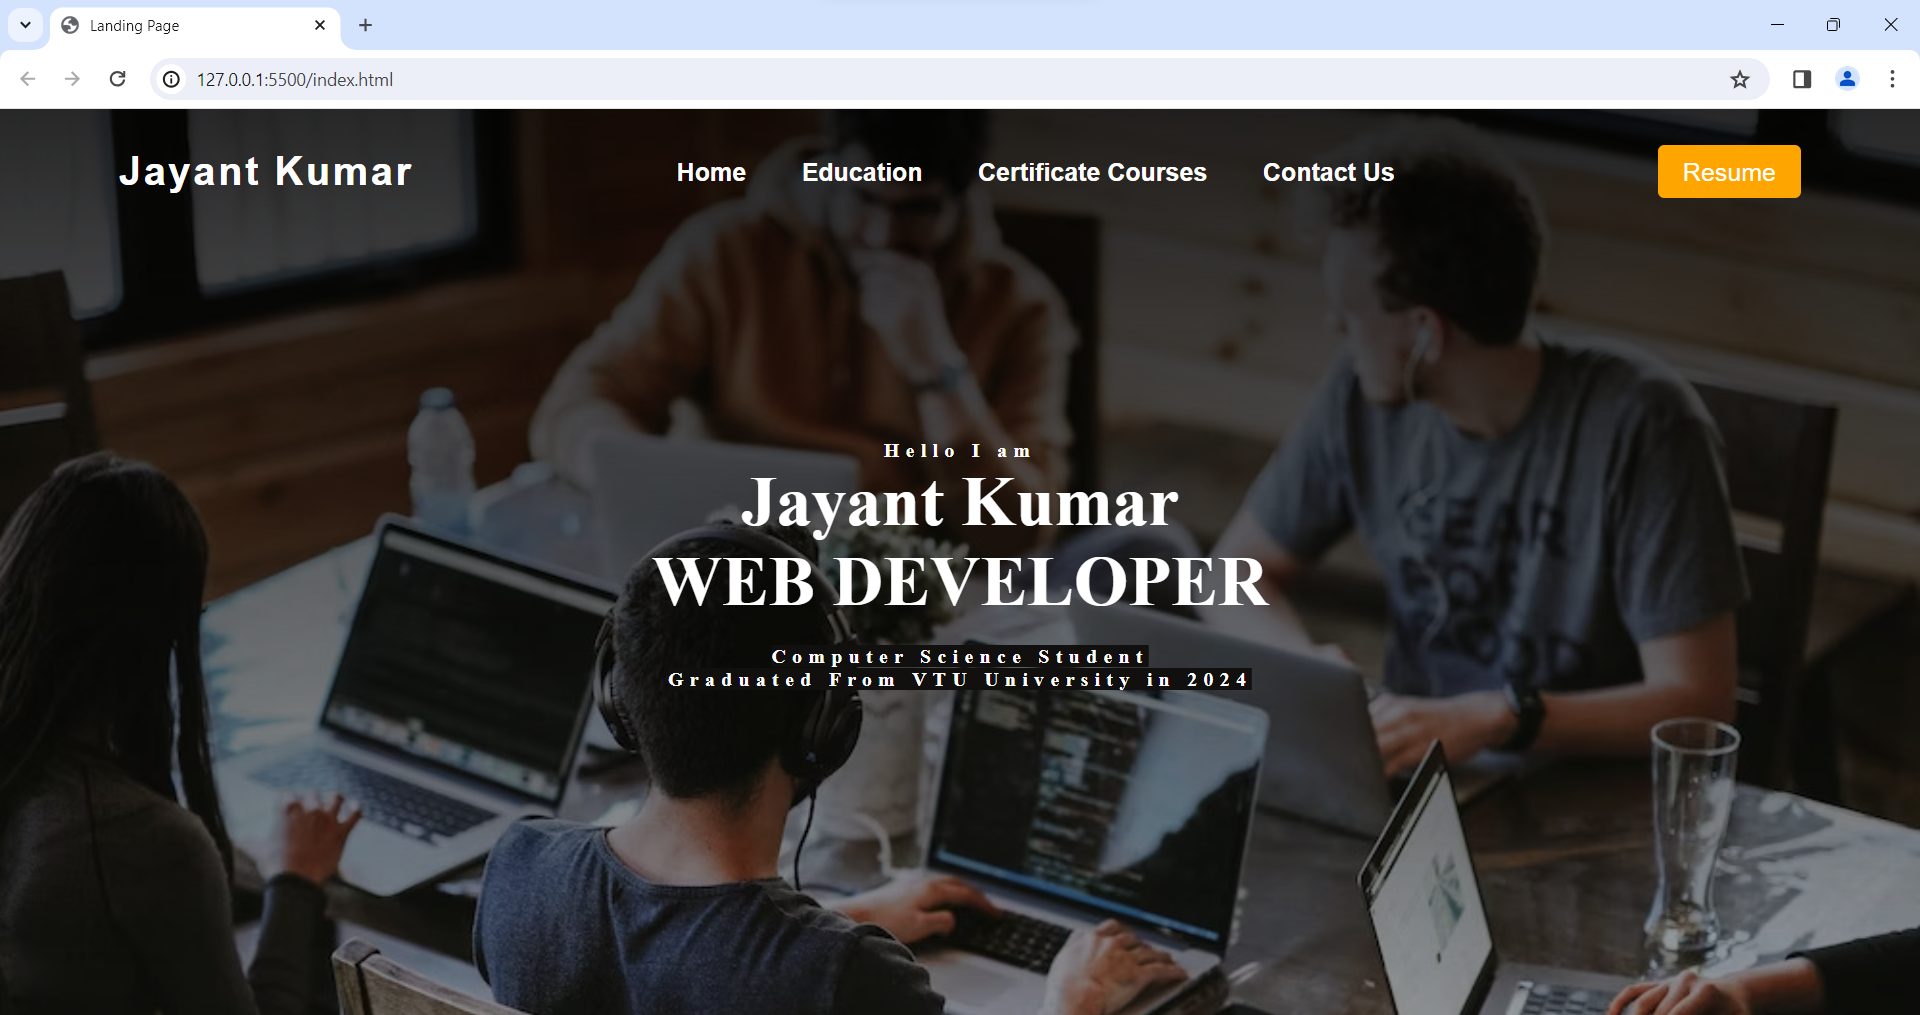 Landing Page
127.0.0.1:5500/index.html
Jayant Kumar
Home Education Certificate Courses Contact Us
Resume
Hello I am
Jayant Kumar
WEB DEVELOPER
Computer Science Student
Graduated From VTU University in 2024